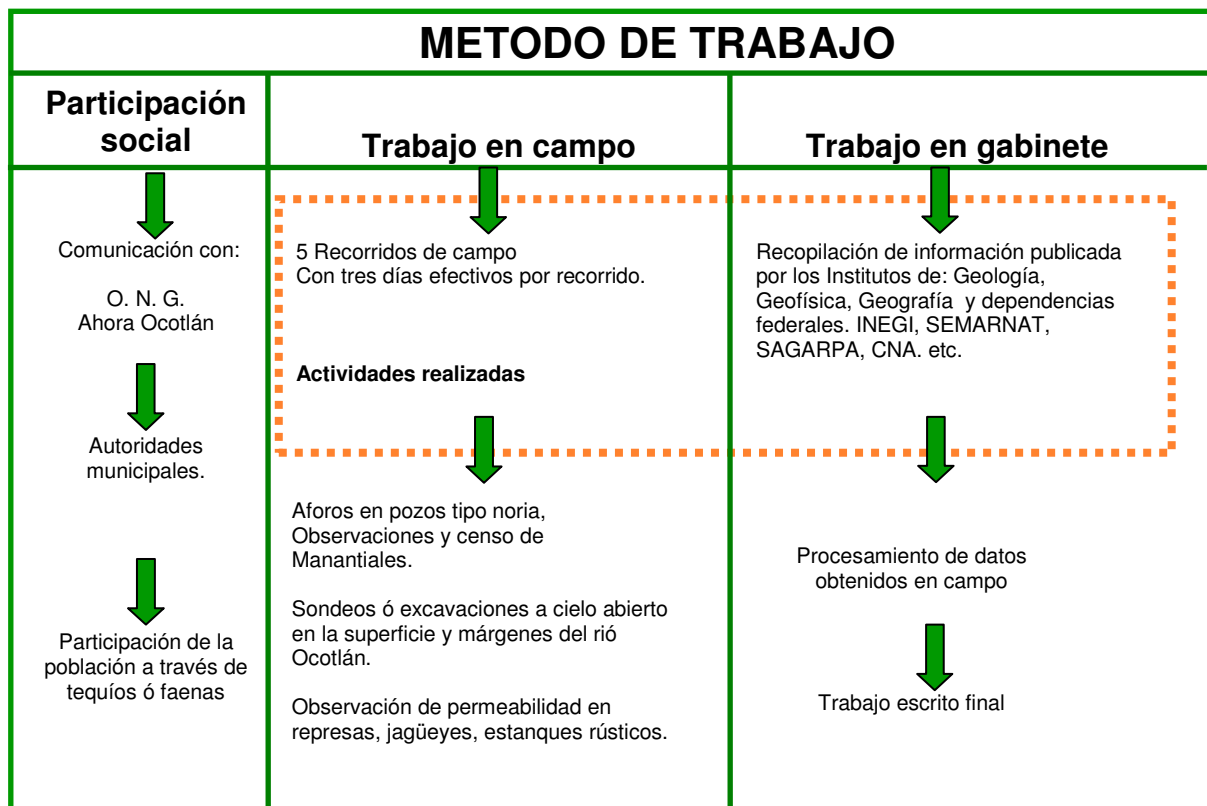 METODO DE TRABAJO
Participación
social
Trabajo en campo
Trabajo en gabinete
Comunicación con:
O. N. G.
Ahora Ocotlán
Autoridades
municipales.
Participación de la
población a través de
tequíos ó faenas
5 Recorridos de campo
Con tres días efectivos por recorrido.
Actividades realizadas
Aforos en pozos tipo noria,
Observaciones y censo de
Manantiales.
Sondeos ó excavaciones a cielo abierto
en la superficie y márgenes del rió
Ocotlán.
Observación de permeabilidad en
represas, jagüeyes, estanques rústicos.
Recopilación de información publicada
por los Institutos de: Geología,
Geofísica, Geografía y dependencias
federales. INEGI, SEMARNAT,
SAGARPA, CNA. etc.
Procesamiento de datos
obtenidos en campo
Trabajo escrito final